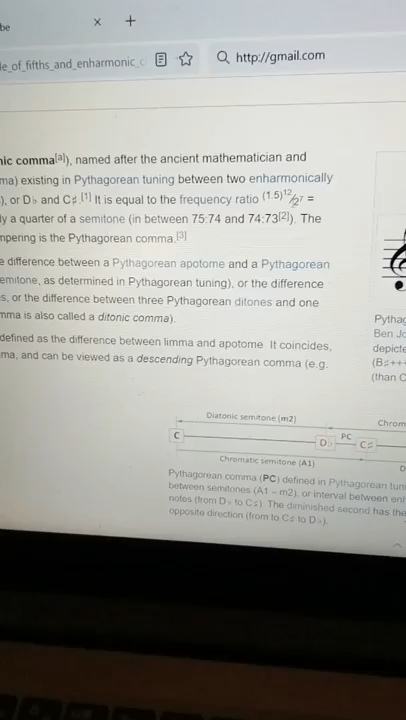 be × +
le_of_fifths_and_enharmonic_c http://gmail.com
nic comma[a]), named after the ancient mathematician and
ma) existing in Pythagorean tuning between two enharmonically
), or D♭ and C♯.[1] It is equal to the frequency ratio (1.5)12⁄27 =
ly a quarter of a semitone (in between 75:74 and 74:73[2]). The
mpering is the Pythagorean comma.[3]
e difference between a Pythagorean apotome and a Pythagorean
emitone, as determined in Pythagorean tuning), or the difference
s, or the difference between three Pythagorean ditones and one
mma is also called a ditonic comma).
defined as the difference between limma and apotome. It coincides,
mma, and can be viewed as a descending Pythagorean comma (e.g.
Pythag
Ben Jo
depicte
(B♯+++
(than C
Diatonic semitone (m2)
Chrom
C
D♭
PC
C♯
Chromatic semitone (A1)
D
Pythagorean comma (PC) defined in Pythagorean tuni
between semitones (A1 – m2), or interval between enh
notes (from D♭ to C♯). The diminished second has the
opposite direction (from to C♯ to D♭).